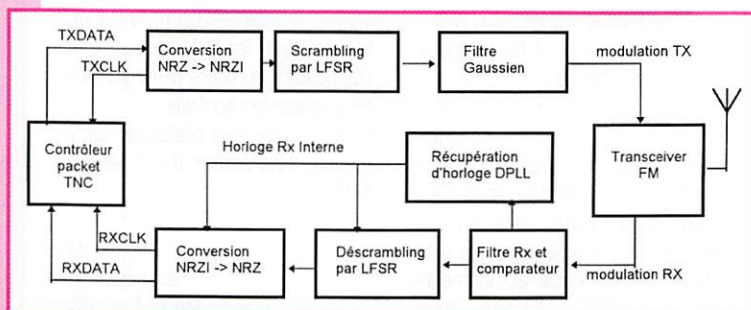 TXDATA
TXCLK
Conversion
NRZ -> NRZI
Scrambling
par LFSR
Filtre
Gaussien
modulation TX
Contrôleur
packet
TNC
Horloge Rx Interne
Récupération
d'horloge DPLL
Transceiver
FM
RXCLK
RXDATA
Conversion
NRZI -> NRZ
Déscrambling
par LFSR
Filtre Rx et
comparateur
modulation RX